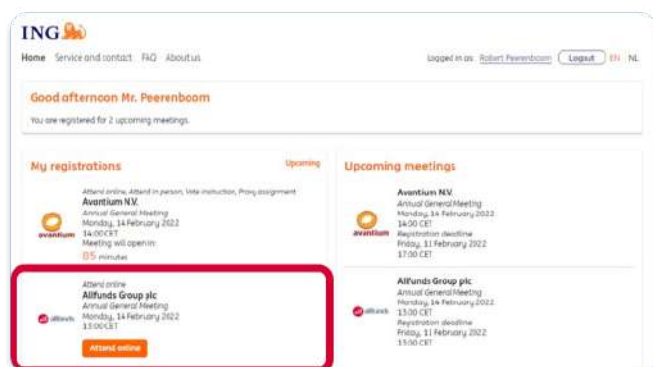 ING
Home Service and contact FAQ About us
Logged in as: Robert Peerenboom Logout EN NL
Good afternoon Mr. Peerenboom
You are registered for 2 upcoming meetings.
My registrations
Upcoming
Attend online, Attend in person, Vote instruction, Proxy assignment
Avantium N.V.
Annual General Meeting
Monday, 14 February 2022
14:00 CET
Meeting will open in:
85 minutes
avantium
Attend online
Allfunds Group plc
Annual General Meeting
Monday, 14 February 2022
13:00 CET
allfunds
Attend online
Upcoming meetings
Avantium N.V.
Annual General Meeting
Monday, 14 February 2022
14:00 CET
Registration deadline
Friday, 11 February 2022
17:00 CET
avantium
Allfunds Group plc
Annual General Meeting
Monday, 14 February 2022
13:00 CET
Registration deadline
Friday, 11 February 2022
13:30 CET
allfunds